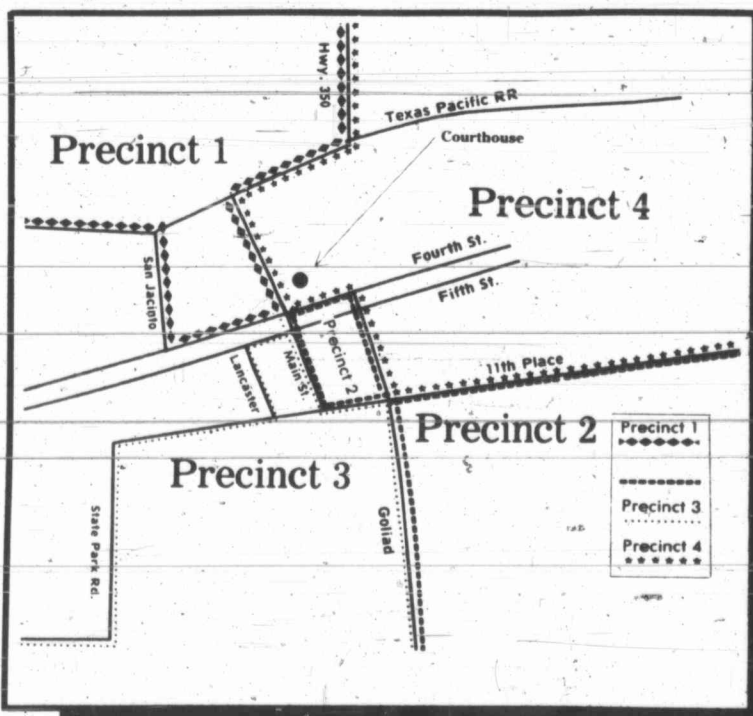 Hwy. 350
Texas Pacific RR
Courthouse
Precinct 1
Precinct 4
San Jacinto
Fourth St.
Fifth St.
Precinct 2
Main St.
Lancaster
11th Place
Precinct 2
Precinct 3
State Park Rd.
Goliad
Precinct 1
Precinct 3
Precinct 4